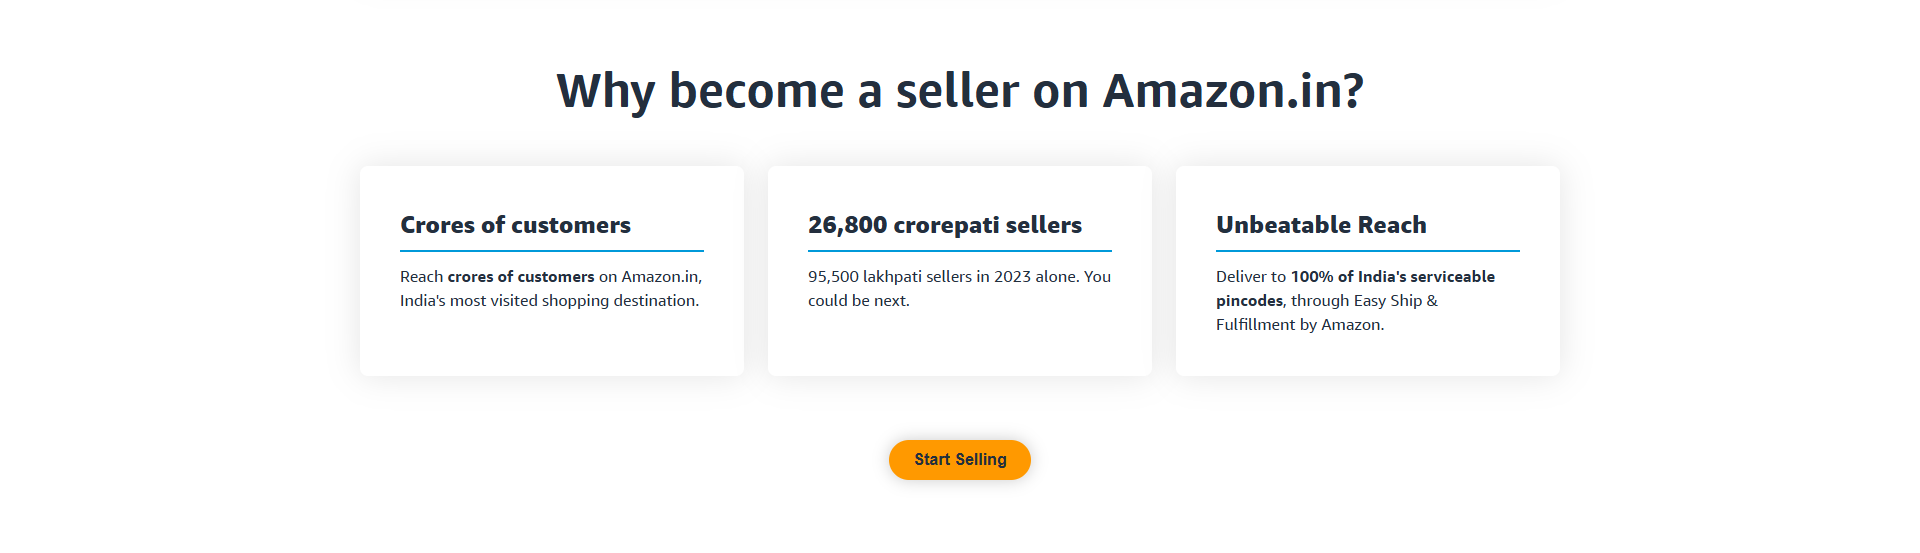 Why become a seller on Amazon.in?
Crores of customers
Reach crores of customers on Amazon.in,
India's most visited shopping destination.
26,800 crorepati sellers
95,500 lakhpati sellers in 2023 alone. You
could be next.
Unbeatable Reach
Deliver to 100% of India's serviceable
pincodes, through Easy Ship &
Fulfillment by Amazon.
Start Selling